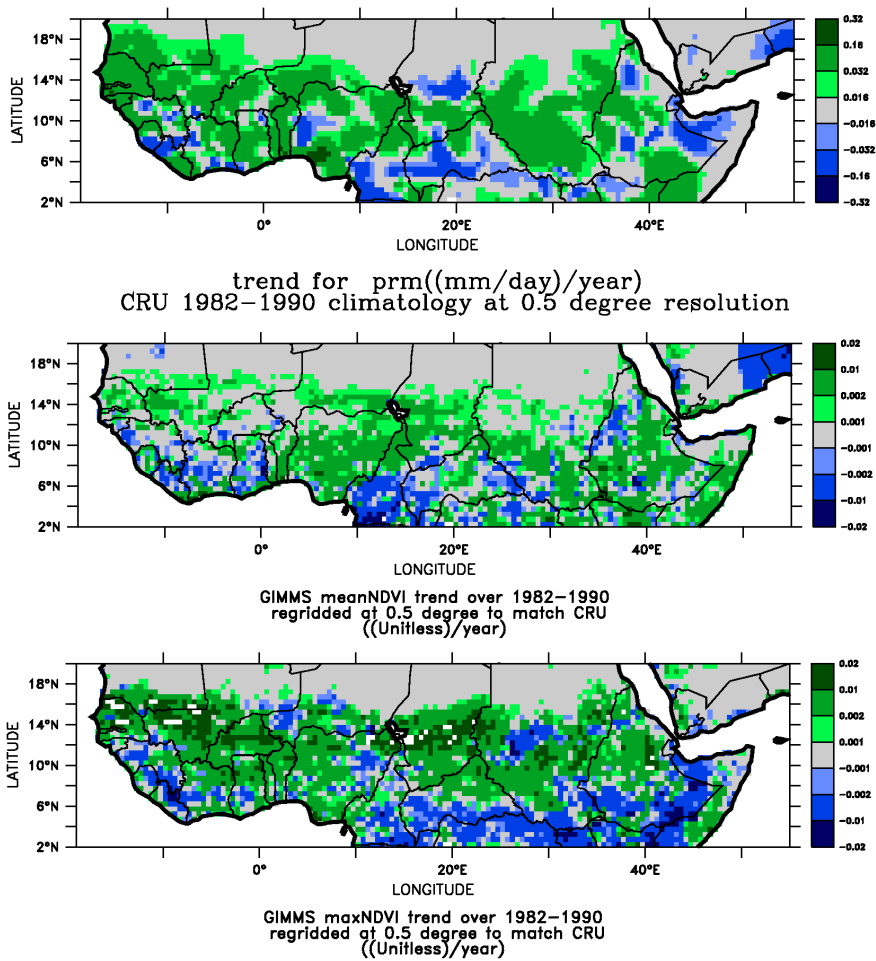 18°N
14°N
10°N
6°N
2°N
LATITUDE
0°
20°E
40°E
LONGITUDE
0.32
0.16
0.032
0.016
−0.016
−0.032
−0.16
−0.32
trend for prm((mm/day)/year)
CRU 1982−1990 climatology at 0.5 degree resolution
18°N
14°N
10°N
6°N
2°N
LATITUDE
0°
20°E
40°E
LONGITUDE
0.02
0.01
0.002
0.001
−0.001
−0.002
−0.01
−0.02
GIMMS meanNDVI trend over 1982−1990
regridded at 0.5 degree to match CRU
((Unitless)/year)
18°N
14°N
10°N
6°N
2°N
LATITUDE
0°
20°E
40°E
LONGITUDE
0.02
0.01
0.002
0.001
−0.001
−0.002
−0.01
−0.02
GIMMS maxNDVI trend over 1982−1990
regridded at 0.5 degree to match CRU
((Unitless)/year)